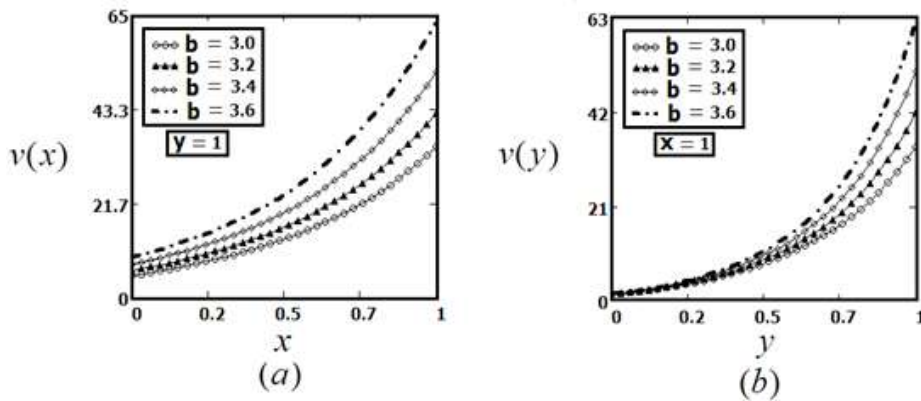 65
b = 3.0
b = 3.2
b = 3.4
b = 3.6
y = 1
43.3
v(x)
21.7
0
0 0.2 0.5 0.7 1
x
(a)
63
b = 3.0
b = 3.2
b = 3.4
b = 3.6
x = 1
42
v(y)
21
0
0 0.2 0.5 0.7 1
y
(b)